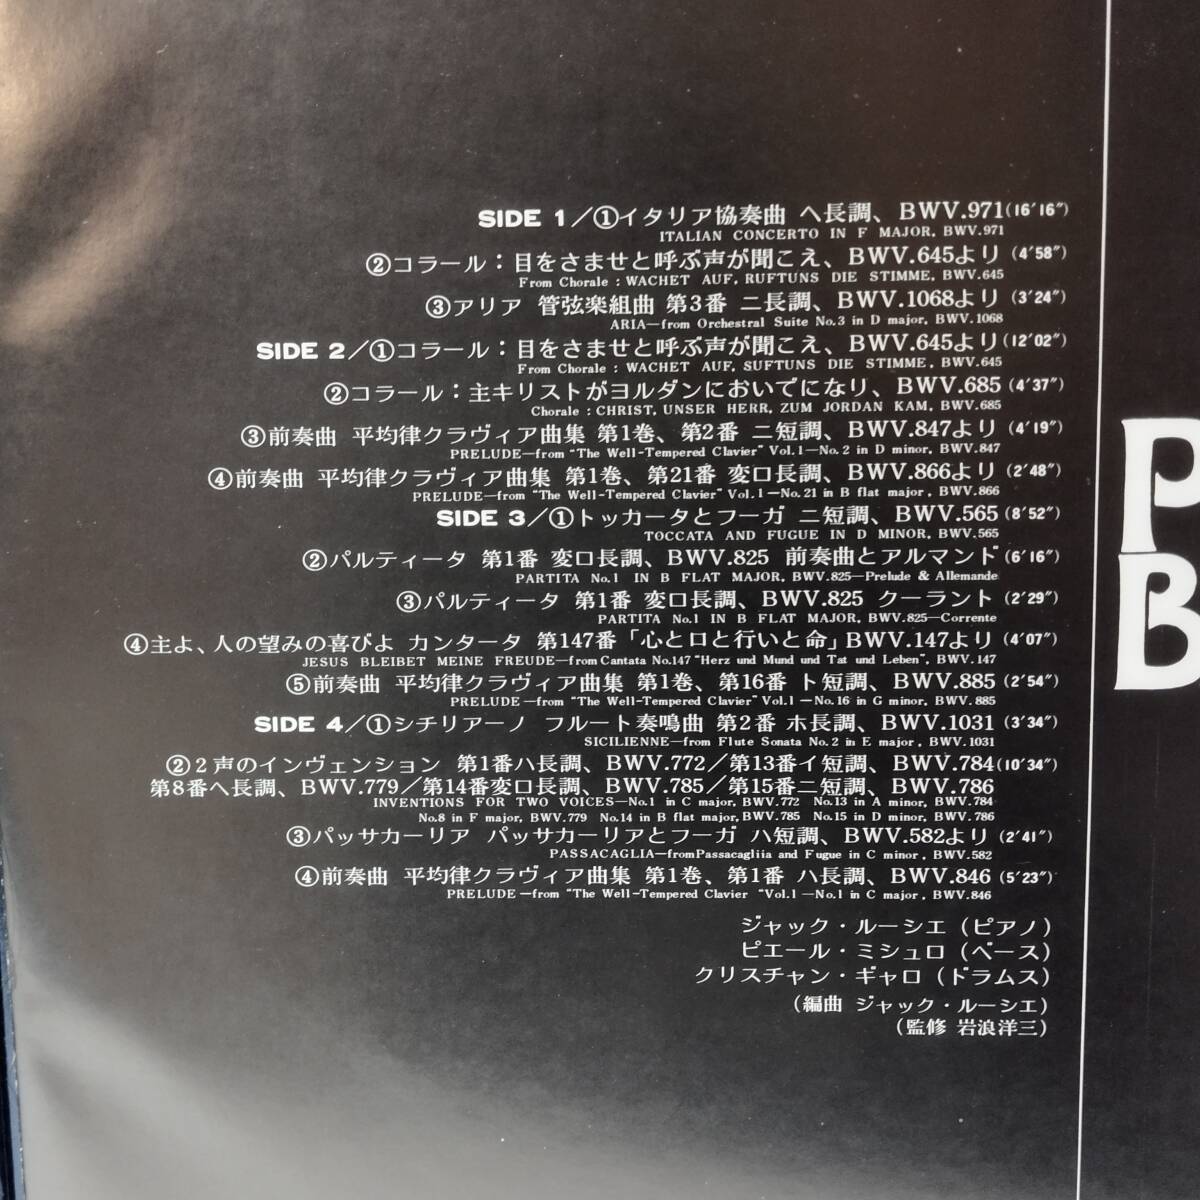 SIDE 1／①イタリア協奏曲 ヘ長調、BWV.971(16′16″)
ITALIAN CONCERTO IN F MAJOR, BWV.971
②コラール：目をさませと呼ぶ声が聞こえ、BWV.645より(4′58″)
From Chorale : WACHET AUF, RUFTUNS DIE STIMME, BWV.645
③アリア 管弦楽組曲 第3番 ニ長調、BWV.1068より(3′24″)
ARIA—from Orchestral Suite No.3 in D major, BWV.1068
SIDE 2／①コラール：目をさませと呼ぶ声が聞こえ、BWV.645より(12′02″)
From Chorale : WACHET AUF, SUFTUNS DIE STIMME, BWV.645
②コラール：主キリストがヨルダンにおいでになり、BWV.685(4′37″)
Chorale : CHRIST, UNSER HERR, ZUM JORDAN KAM, BWV.685
③前奏曲 平均律クラヴィア曲集 第1巻、第2番 ニ短調、BWV.847より(4′19″)
PRELUDE—from "The Well-Tempered Clavier" Vol.1—No.2 in D minor, BWV.847
④前奏曲 平均律クラヴィア曲集 第1巻、第21番 変ロ長調、BWV.866より(2′48″)
PRELUDE—from "The Well-Tempered Clavier" Vol.1—No.21 in B flat major, BWV.866
SIDE 3／①トッカータとフーガ ニ短調、BWV.565(8′52″)
TOCCATA AND FUGUE IN D MINOR, BWV.565
②パルティータ 第1番 変ロ長調、BWV.825 前奏曲とアルマンド(6′16″)
PARTITA No.1 IN B FLAT MAJOR, BWV.825—Prelude & Allemande
③パルティータ 第1番 変ロ長調、BWV.825 クーラント(2′29″)
PARTITA No.1 IN B FLAT MAJOR, BWV.825—Corrente
④主よ、人の望みの喜びよ カンタータ 第147番「心と口と行いと命」BWV.147より(4′07″)
JESUS BLEIBET MEINE FREUDE—from Cantata No.147 "Herz und Mund und Tat und Leben", BWV.147
⑤前奏曲 平均律クラヴィア曲集 第1巻、第16番 ト短調、BWV.885(2′54″)
PRELUDE—from "The Well-Tempered Clavier" Vol.1—No.16 in G minor, BWV.885
SIDE 4／①シチリアーノ フルート奏鳴曲 第2番 ホ長調、BWV.1031(3′34″)
SICILIENNE—from Flute Sonata No.2 in E major, BWV.1031
②2声のインヴェンション 第1番ハ長調、BWV.772／第13番イ短調、BWV.784(10′34″)
第8番ヘ長調、BWV.779／第14番変ロ長調、BWV.785／第15番ニ短調、BWV.786
INVENTIONS FOR TWO VOICES—No.1 in C major, BWV.772 No.13 in A minor, BWV.784
No.8 in F major, BWV.779 No.14 in B flat major, BWV.785 No.15 in D minor, BWV.786
③パッサカーリア パッサカーリアとフーガ ハ短調、BWV.582より(2′41″)
PASSACAGLIA—from Passacagliia and Fugue in C minor, BWV.582
④前奏曲 平均律クラヴィア曲集 第1巻、第1番 ハ長調、BWV.846(5′23″)
PRELUDE—from "The Well-Tempered Clavier "Vol.1—No.1 in C major, BWV.846
ジャック・ルーシエ(ピアノ)
ピエール・ミシュロ(ベース)
クリスチャン・ギャロ(ドラムス)
(編曲 ジャック・ルーシエ)
(監修 岩浪洋三)
P
B